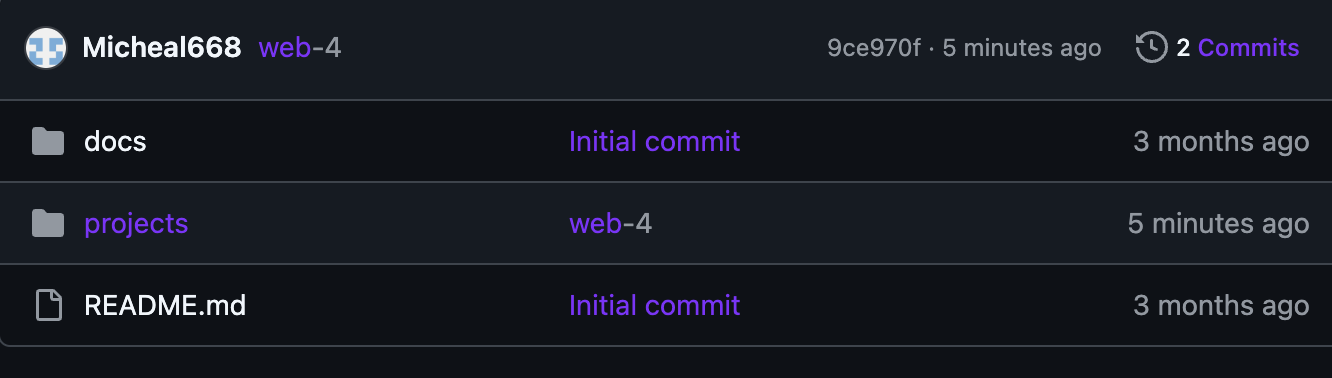 Micheal668 web-4 9ce970f · 5 minutes ago 2 Commits
docs Initial commit 3 months ago
projects web-4 5 minutes ago
README.md Initial commit 3 months ago